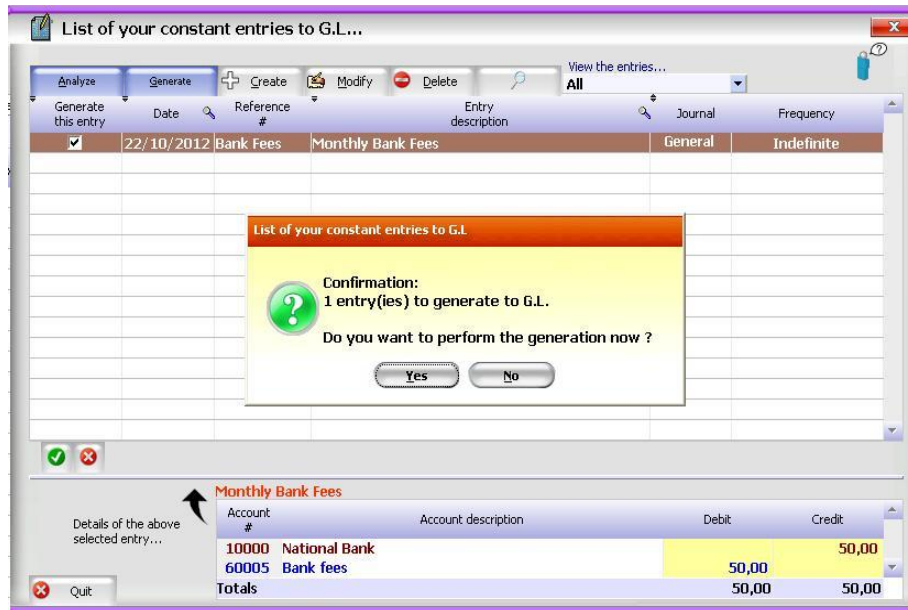 List of your constant entries to G.L...
View the entries...
Analyze Generate Create Modify Delete All
Generate this entry Date Reference # Entry description Journal Frequency
22/10/2012 Bank Fees Monthly Bank Fees General Indefinite
List of your constant entries to G.L
Confirmation:
1 entry(ies) to generate to G.L.
Do you want to perform the generation now ?
Yes No
Monthly Bank Fees
Details of the above
selected entry...
Account # Account description Debit Credit
10000 National Bank 50,00
60005 Bank fees 50,00
Totals 50,00 50,00
Quit